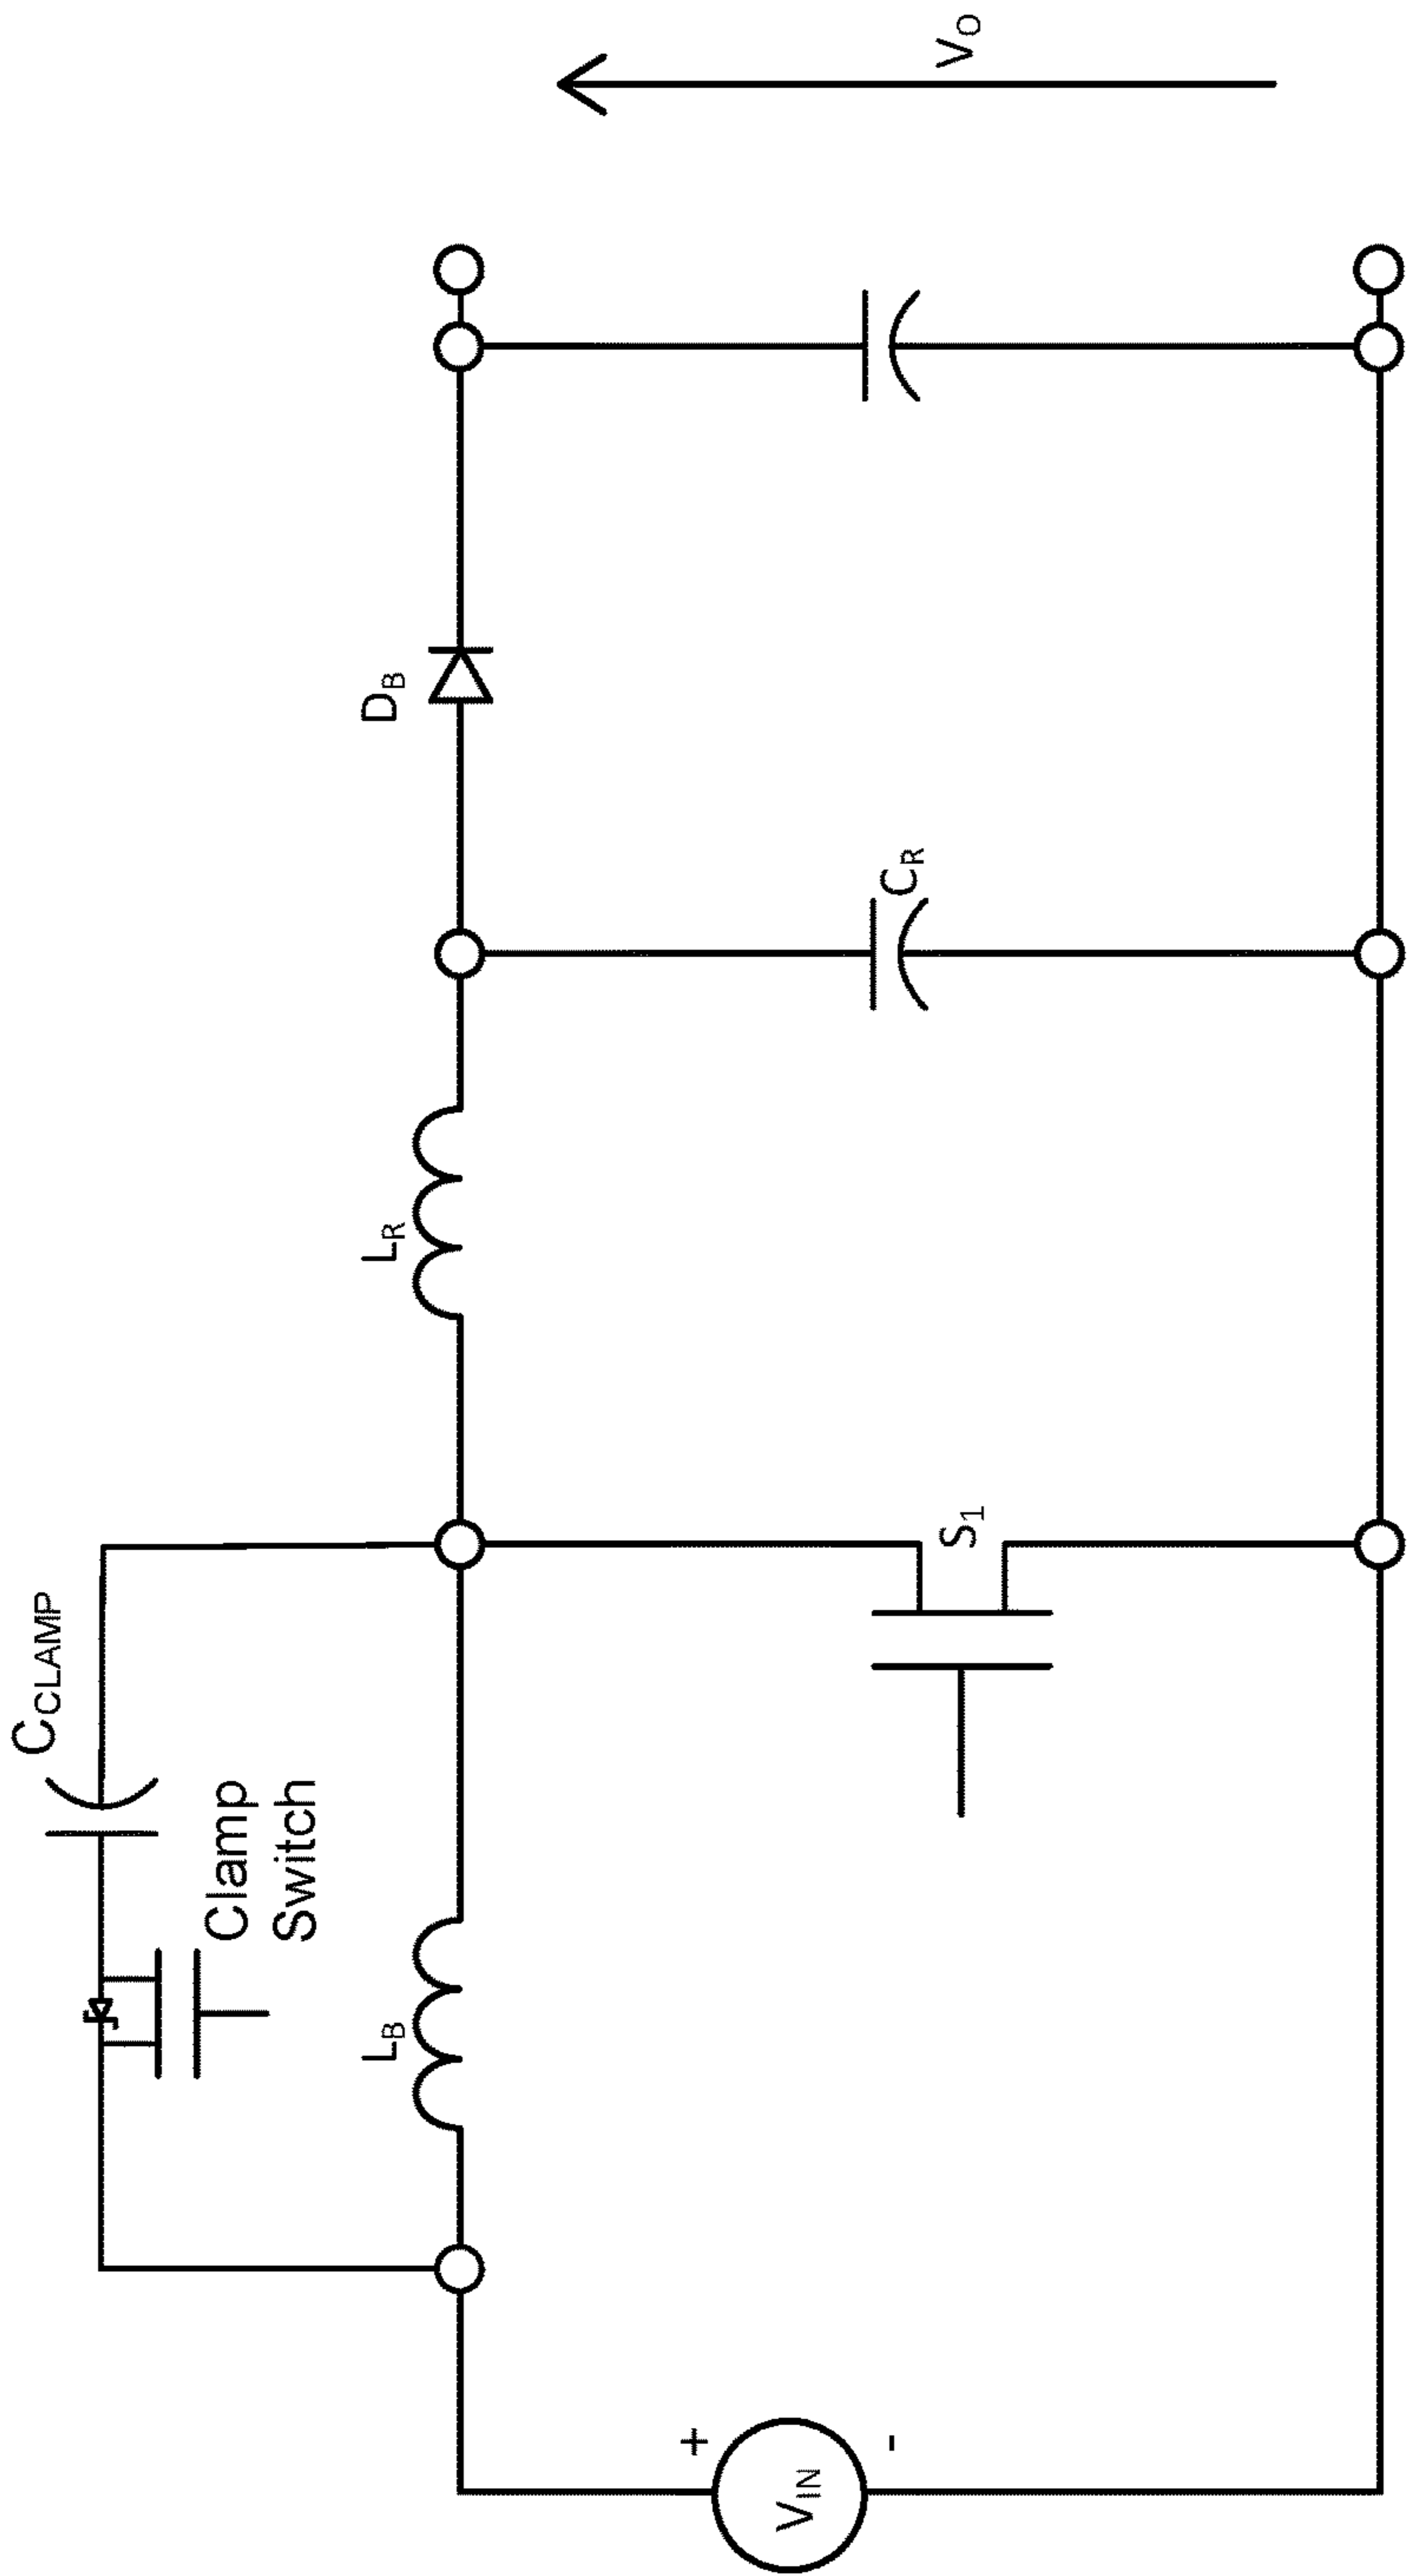 C_CLAMP
Clamp
Switch
L_B
L_R
D_B
+
V_IN
-
S_1
C_R
V_O